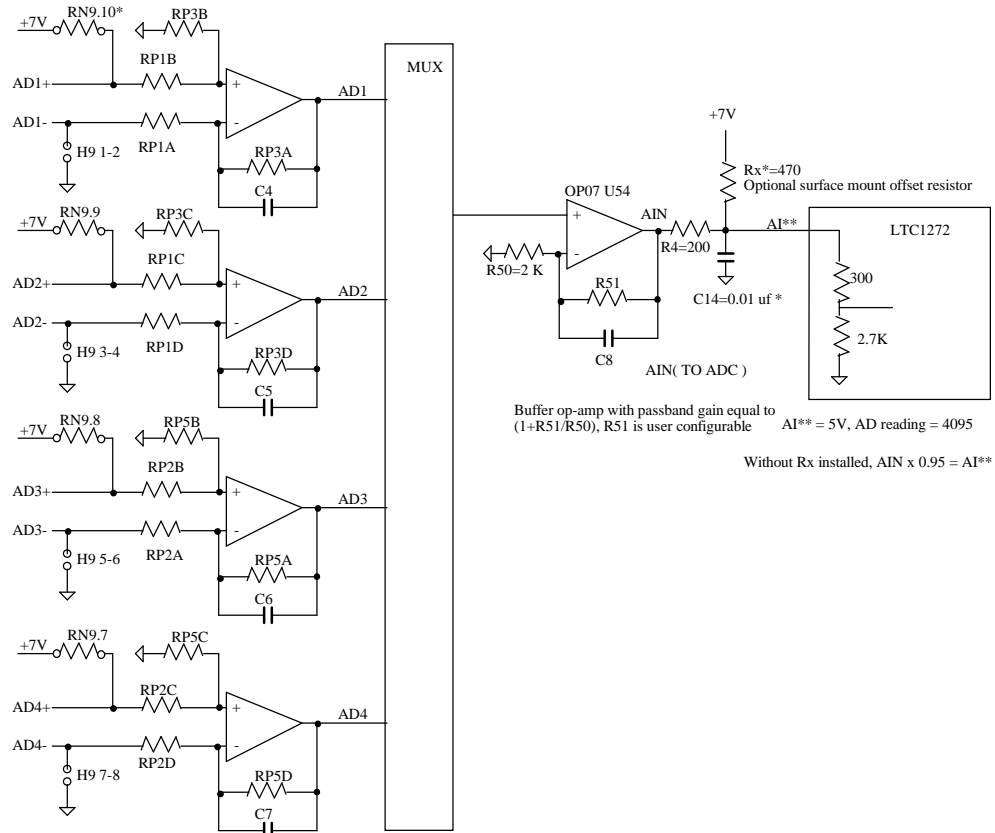 RN9.10*
RP3B
+7V
RP1B
AD1+
AD1
MUX
AD1-
RP1A
H9 1-2
RP3A
C4
+7V
Rx*=470
Optional surface mount offset resistor
OP07 U54
AIN
AI**
LTC1272
R4=200
R50=2 K
C14=0.01 uf *
300
2.7K
R51
C8
AIN( TO ADC )
Buffer op-amp with passband gain equal to
(1+R51/R50), R51 is user configurable
AI** = 5V, AD reading = 4095
Without Rx installed, AIN x 0.95 = AI**
RN9.9
RP3C
+7V
RP1C
AD2+
AD2
AD2-
RP1D
H9 3-4
RP3D
C5
RN9.8
RP5B
+7V
RP2B
AD3+
AD3
AD3-
RP2A
H9 5-6
RP5A
C6
RN9.7
RP5C
+7V
RP2C
AD4+
AD4
AD4-
RP2D
H9 7-8
RP5D
C7
+
-
+
-
+
-
+
-
+
-